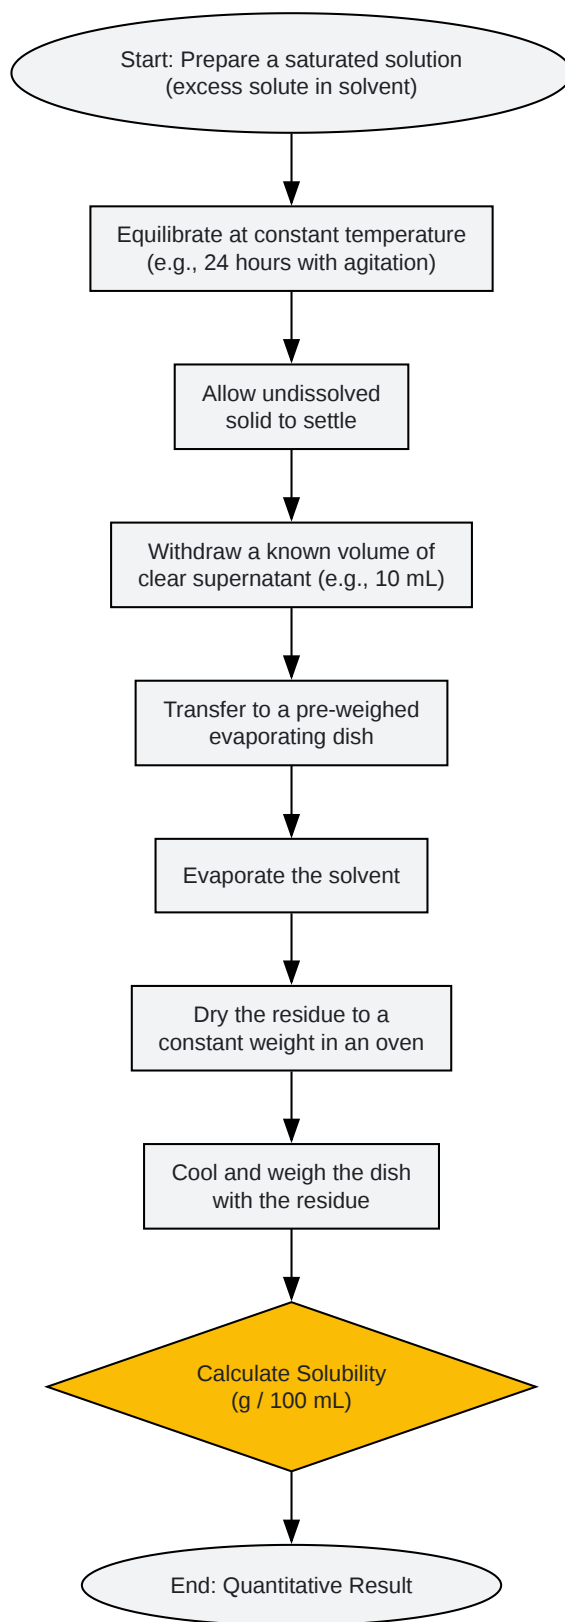 Start: Prepare a saturated solution
(excess solute in solvent)
Equilibrate at constant temperature
(e.g., 24 hours with agitation)
Allow undissolved
solid to settle
Withdraw a known volume of
clear supernatant (e.g., 10 mL)
Transfer to a pre-weighed
evaporating dish
Evaporate the solvent
Dry the residue to a
constant weight in an oven
Cool and weigh the dish
with the residue
Calculate Solubility
(g / 100 mL)
End: Quantitative Result